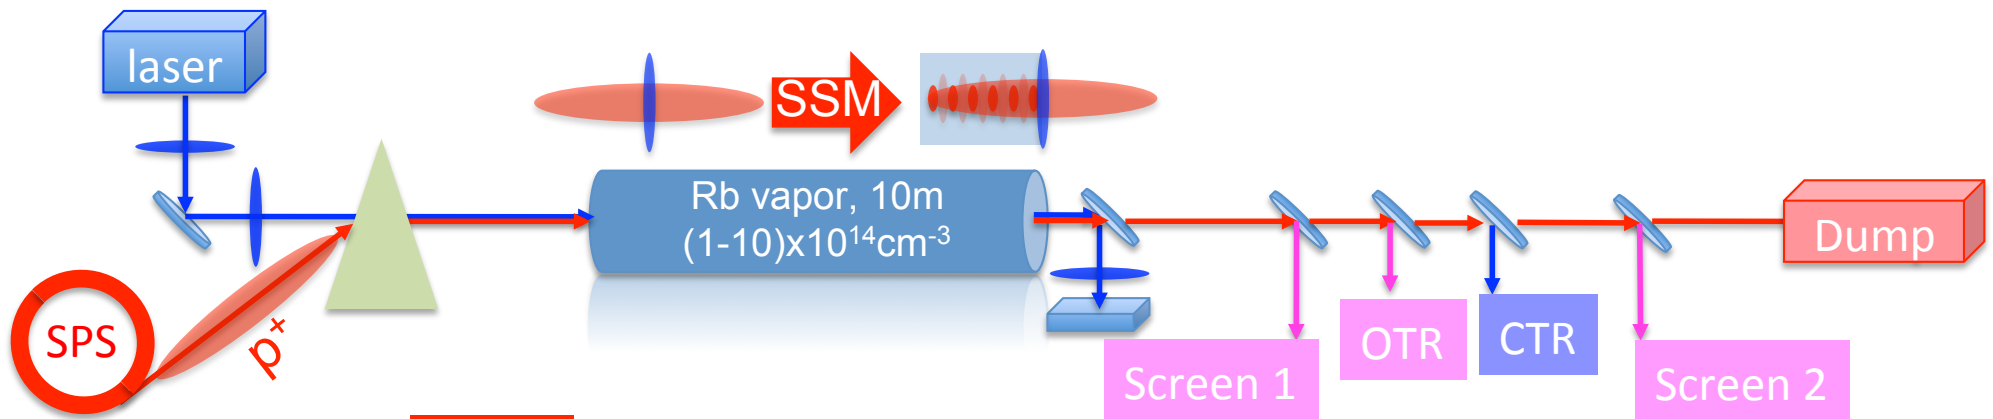 laser
SSM
Rb vapor, 10m
(1-10)x10¹⁴cm⁻³
Dump
SPS
p⁺
OTR
CTR
Screen 1
Screen 2